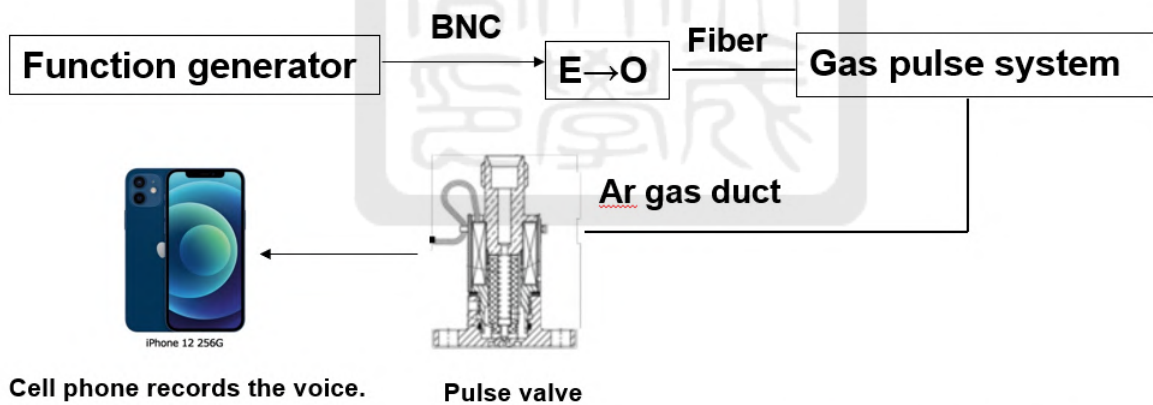 BNC
Function generator
E→O
Fiber
Gas pulse system
Ar gas duct
iPhone 12 256G
Cell phone records the voice.
Pulse valve